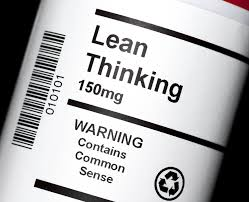 Lean
Thinking
150mg
010101
WARNING
Contains
Common
Sense